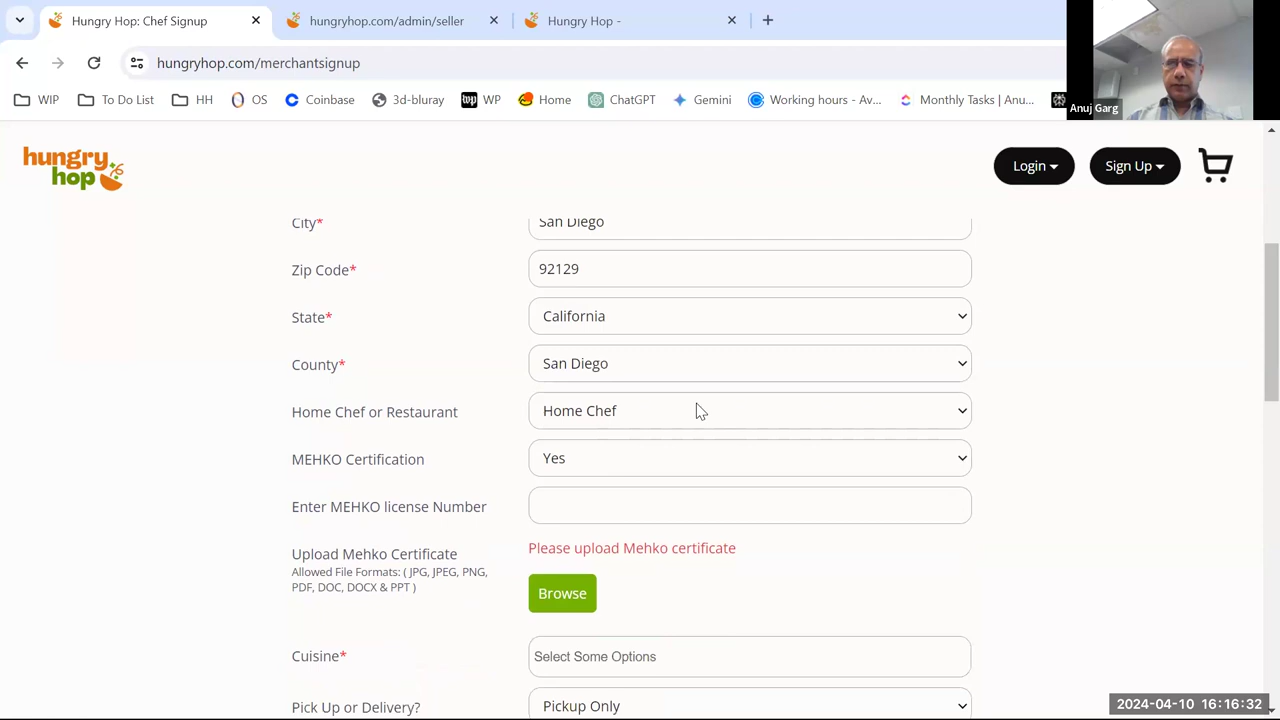 Hungry Hop: Chef Signup
hungryhop.com/admin/seller
Hungry Hop -
hungryhop.com/merchantsignup
WIP
To Do List
HH
OS
Coinbase
3d-bluray
wp
WP
Home
ChatGPT
Gemini
Working hours - Av...
Monthly Tasks | Anu...
Anuj Garg
hungry
hop
Login
Sign Up
City*
San Diego
Zip Code*
92129
State*
California
County*
San Diego
Home Chef or Restaurant
Home Chef
MEHKO Certification
Yes
Enter MEHKO license Number
Upload Mehko Certificate
Please upload Mehko certificate
Allowed File Formats: ( JPG, JPEG, PNG,
PDF, DOC, DOCX & PPT )
Browse
Cuisine*
Select Some Options
Pick Up or Delivery?
Pickup Only
2024-04-10 16:16:32